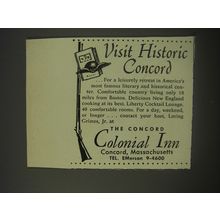 Visit Historic
Concord
. . . For a leisurely retreat in America's
most famous literary and historical cen-
ter. Comfortable country living only 18
miles from Boston. Delicious New England
cooking at its best. Liberty Cocktail Lounge.
40 comfortable rooms. For a day, weekend,
or longer . . . contact your host, Loring
Grimes, Jr. at
THE CONCORD
Colonial Inn
Concord, Massachusetts
TEL. EMerson 9-4600